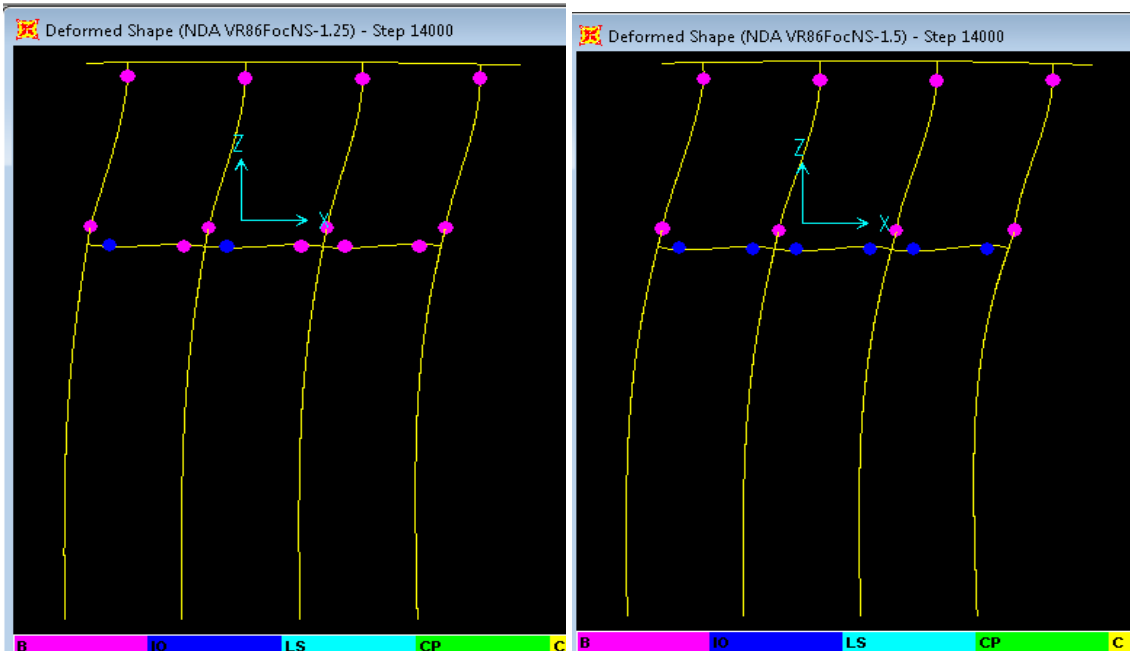 Deformed Shape (NDA VR86FocNS-1.25) - Step 14000
Z
X
B IO LS CP C
Deformed Shape (NDA VR86FocNS-1.5) - Step 14000
Z
X
B IO LS CP C